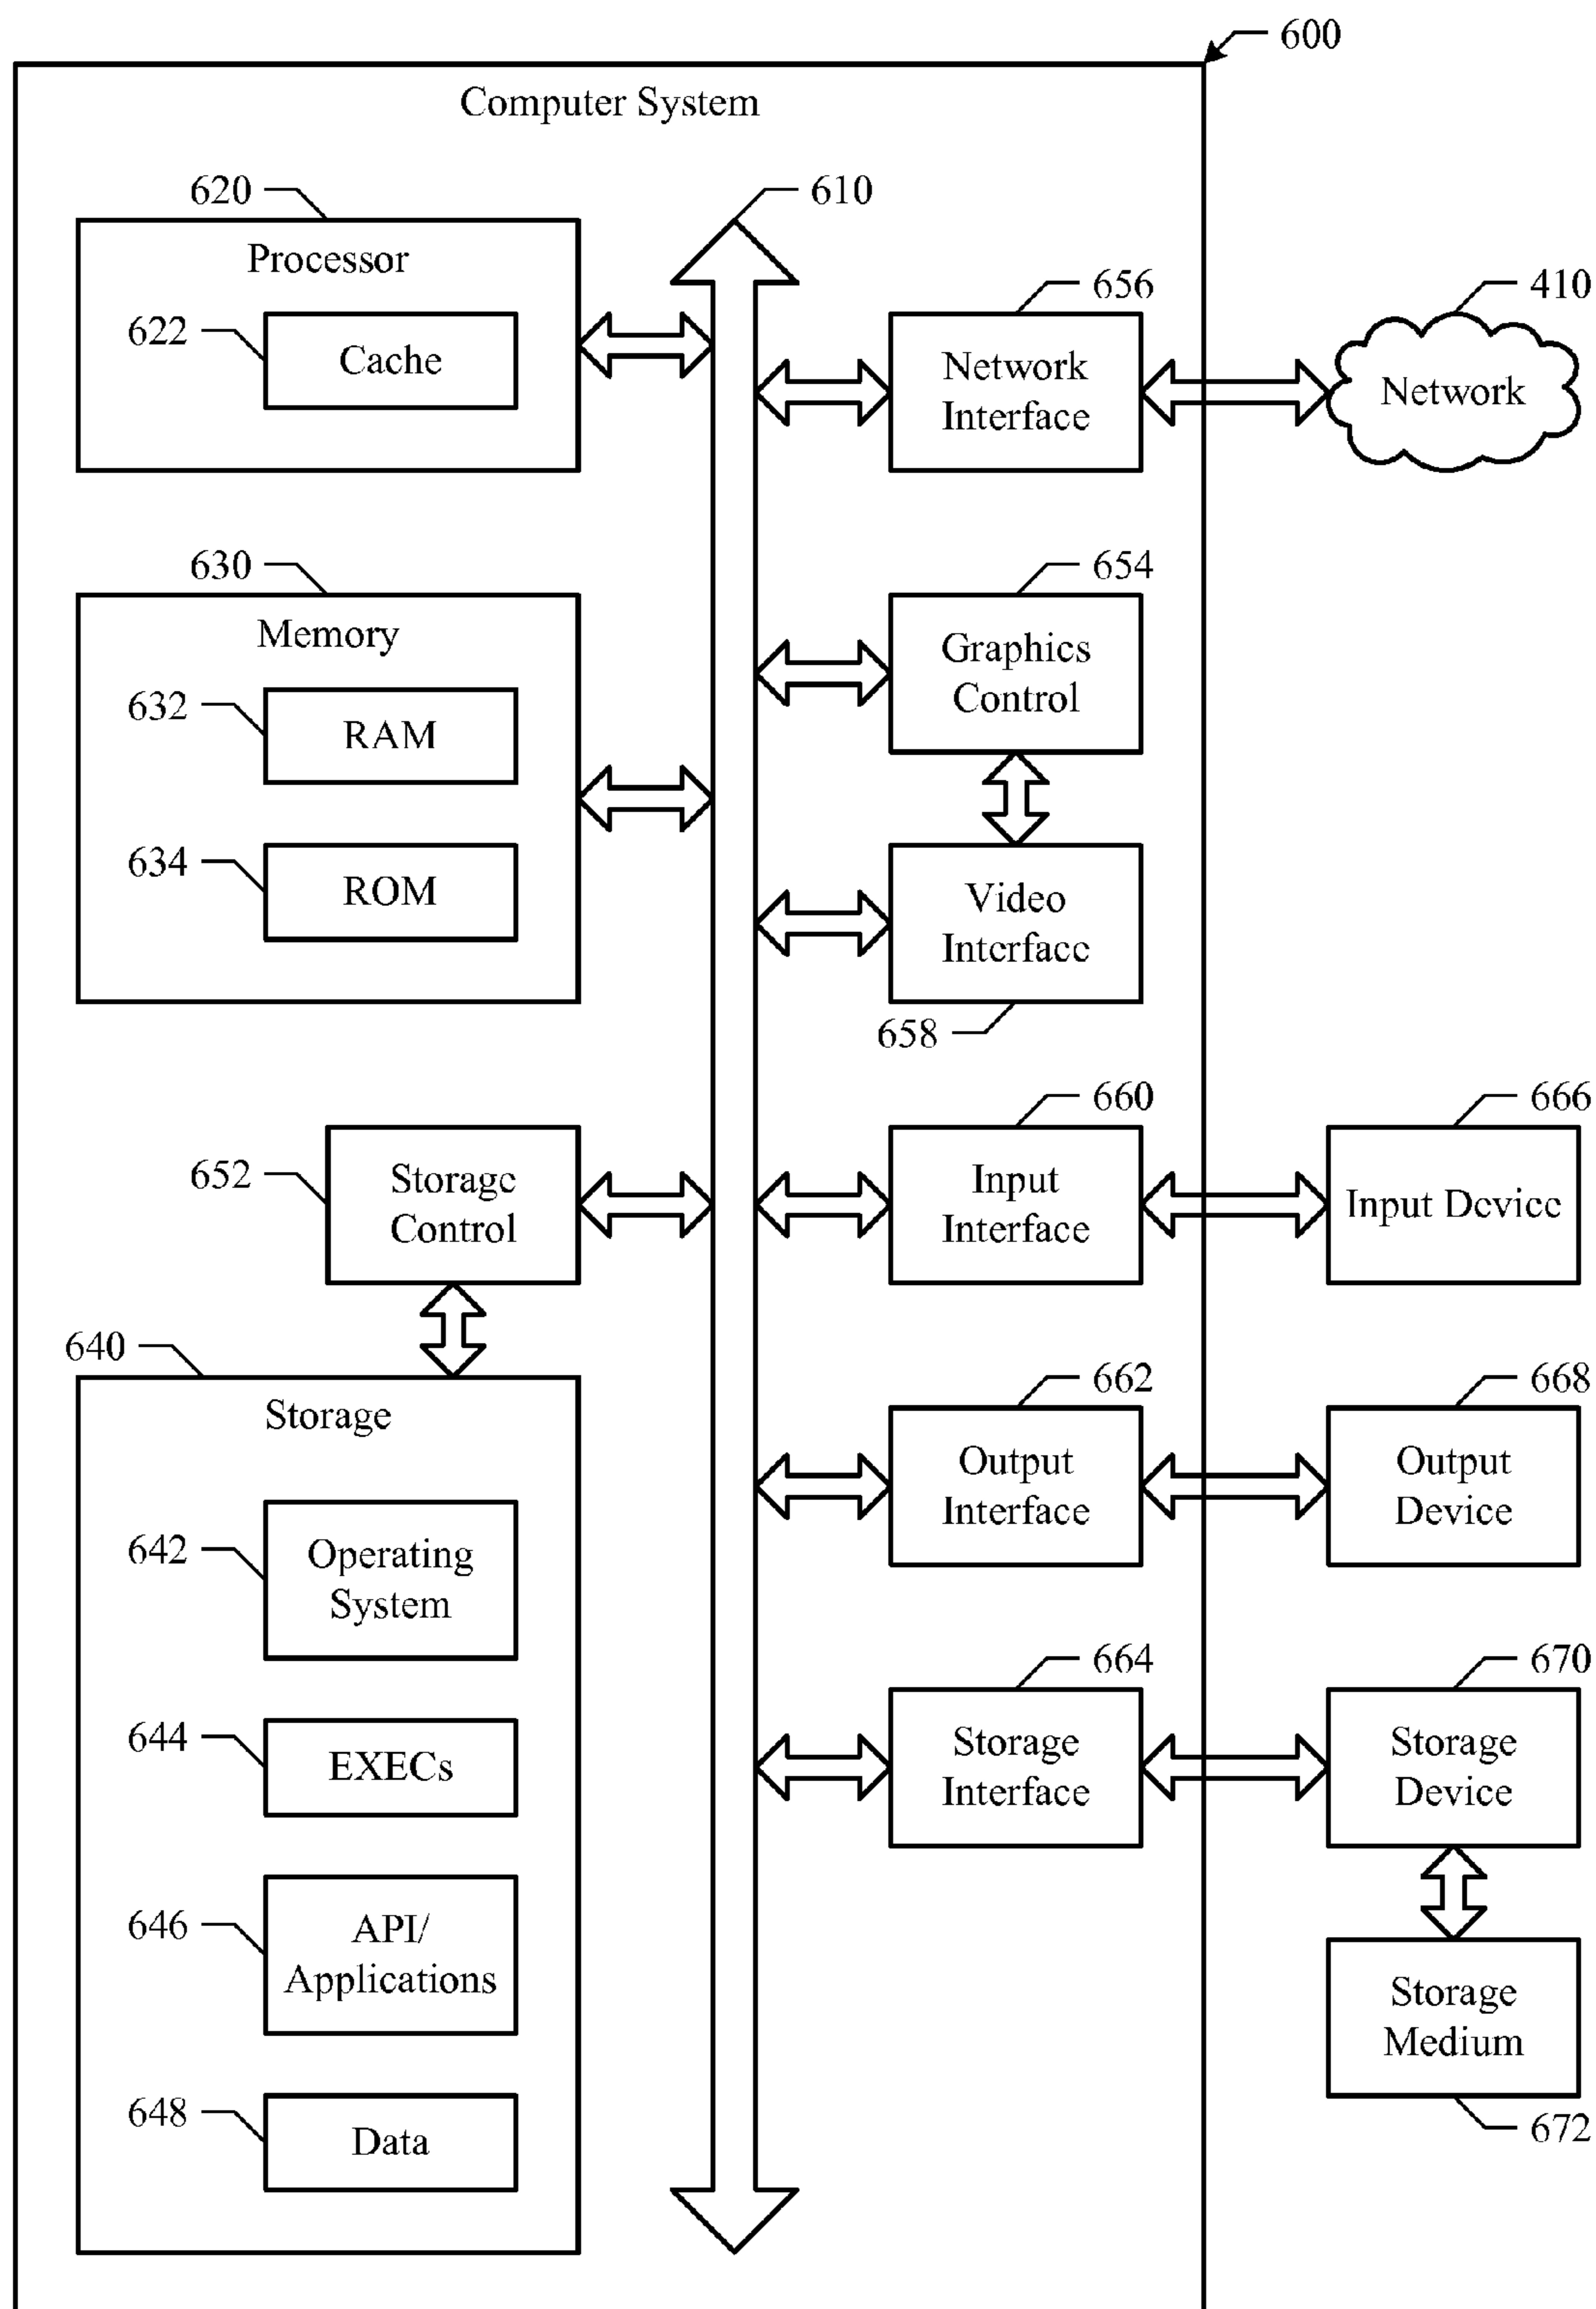 600
Computer System
620
610
Processor
622
Cache
656
Network
Interface
410
Network
630
Memory
632
RAM
634
ROM
654
Graphics
Control
Video
Interface
658
652
Storage
Control
660
Input
Interface
666
Input Device
640
Storage
642
Operating
System
644
EXECs
646
API/
Applications
648
Data
662
Output
Interface
668
Output
Device
664
Storage
Interface
670
Storage
Device
Storage
Medium
672